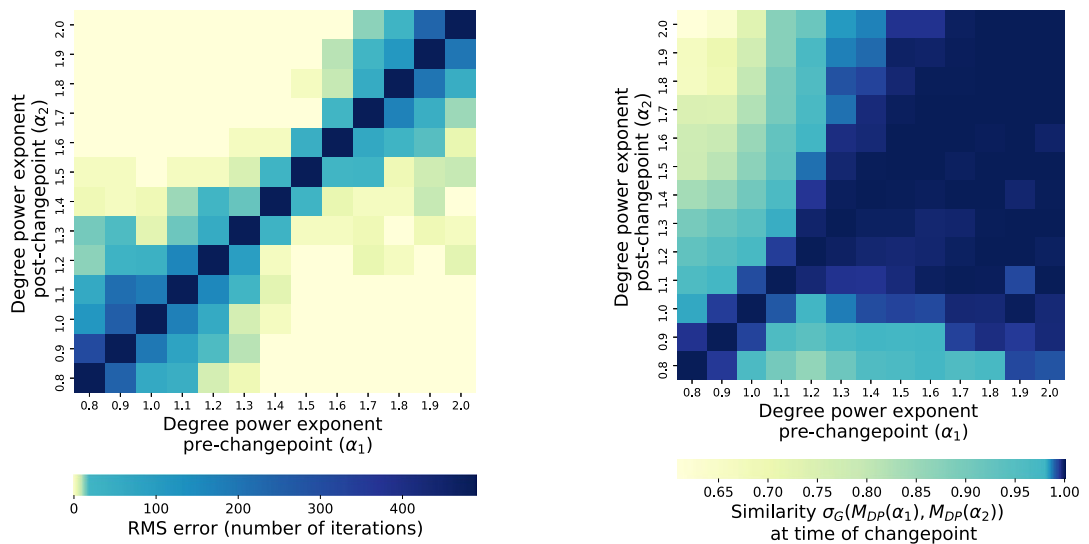 Degree power exponent
post-changepoint (α₂)
2.0
1.9
1.8
1.7
1.6
1.5
1.4
1.3
1.2
1.1
1.0
0.9
0.8
0.8 0.9 1.0 1.1 1.2 1.3 1.4 1.5 1.6 1.7 1.8 1.9 2.0
Degree power exponent
pre-changepoint (α₁)
0 100 200 300 400
RMS error (number of iterations)
Degree power exponent
post-changepoint (α₂)
2.0
1.9
1.8
1.7
1.6
1.5
1.4
1.3
1.2
1.1
1.0
0.9
0.8
0.8 0.9 1.0 1.1 1.2 1.3 1.4 1.5 1.6 1.7 1.8 1.9 2.0
Degree power exponent
pre-changepoint (α₁)
0.65 0.70 0.75 0.80 0.85 0.90 0.95 1.00
Similarity σ_G(M_DP(α₁), M_DP(α₂))
at time of changepoint